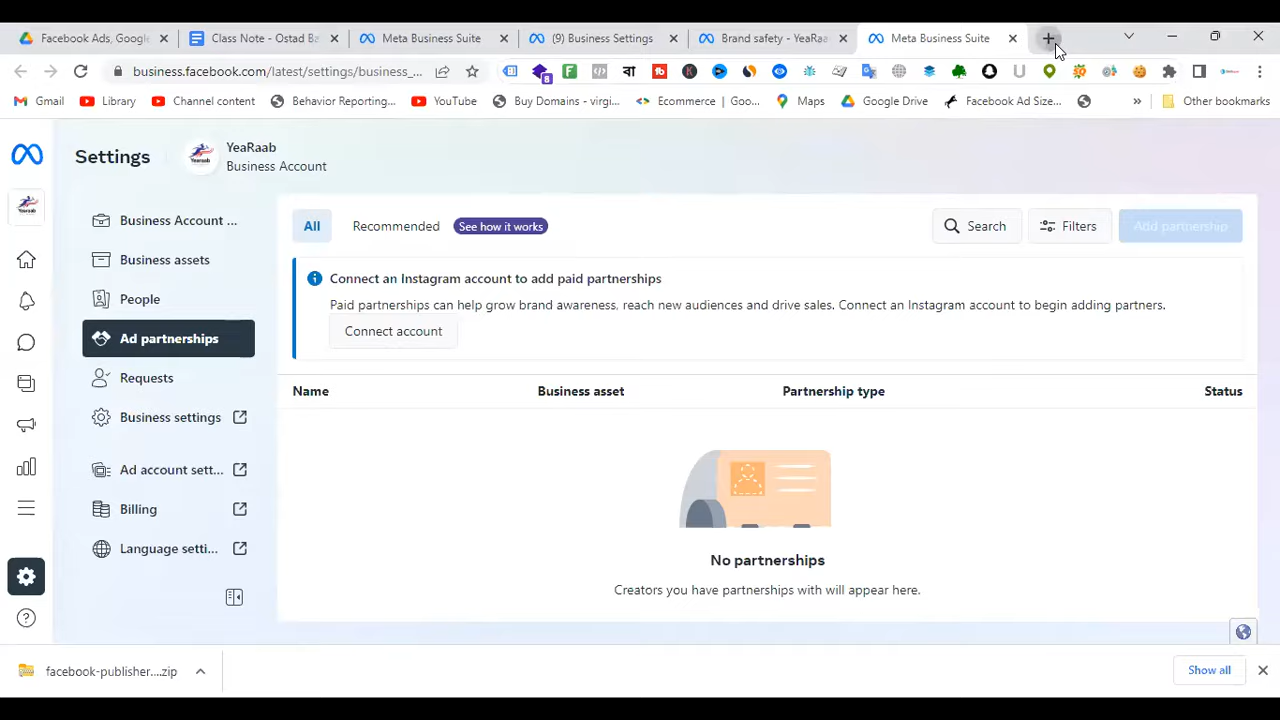 Facebook Ads, Google
Class Note - Ostad Ba
Meta Business Suite
(9) Business Settings
Brand safety - YeaRaa
Meta Business Suite
business.facebook.com/latest/settings/business_...
Gmail
Library
Channel content
Behavior Reporting...
YouTube
Buy Domains - virgi...
Ecommerce | Goo...
Maps
Google Drive
Facebook Ad Size...
Other bookmarks
Settings
YeaRaab
Business Account
Business Account ...
Business assets
People
Ad partnerships
Requests
Business settings
Ad account sett...
Billing
Language setti...
All
Recommended
See how it works
Search
Filters
Add partnership
Connect an Instagram account to add paid partnerships
Paid partnerships can help grow brand awareness, reach new audiences and drive sales. Connect an Instagram account to begin adding partners.
Connect account
Name
Business asset
Partnership type
Status
No partnerships
Creators you have partnerships with will appear here.
facebook-publisher....zip
Show all